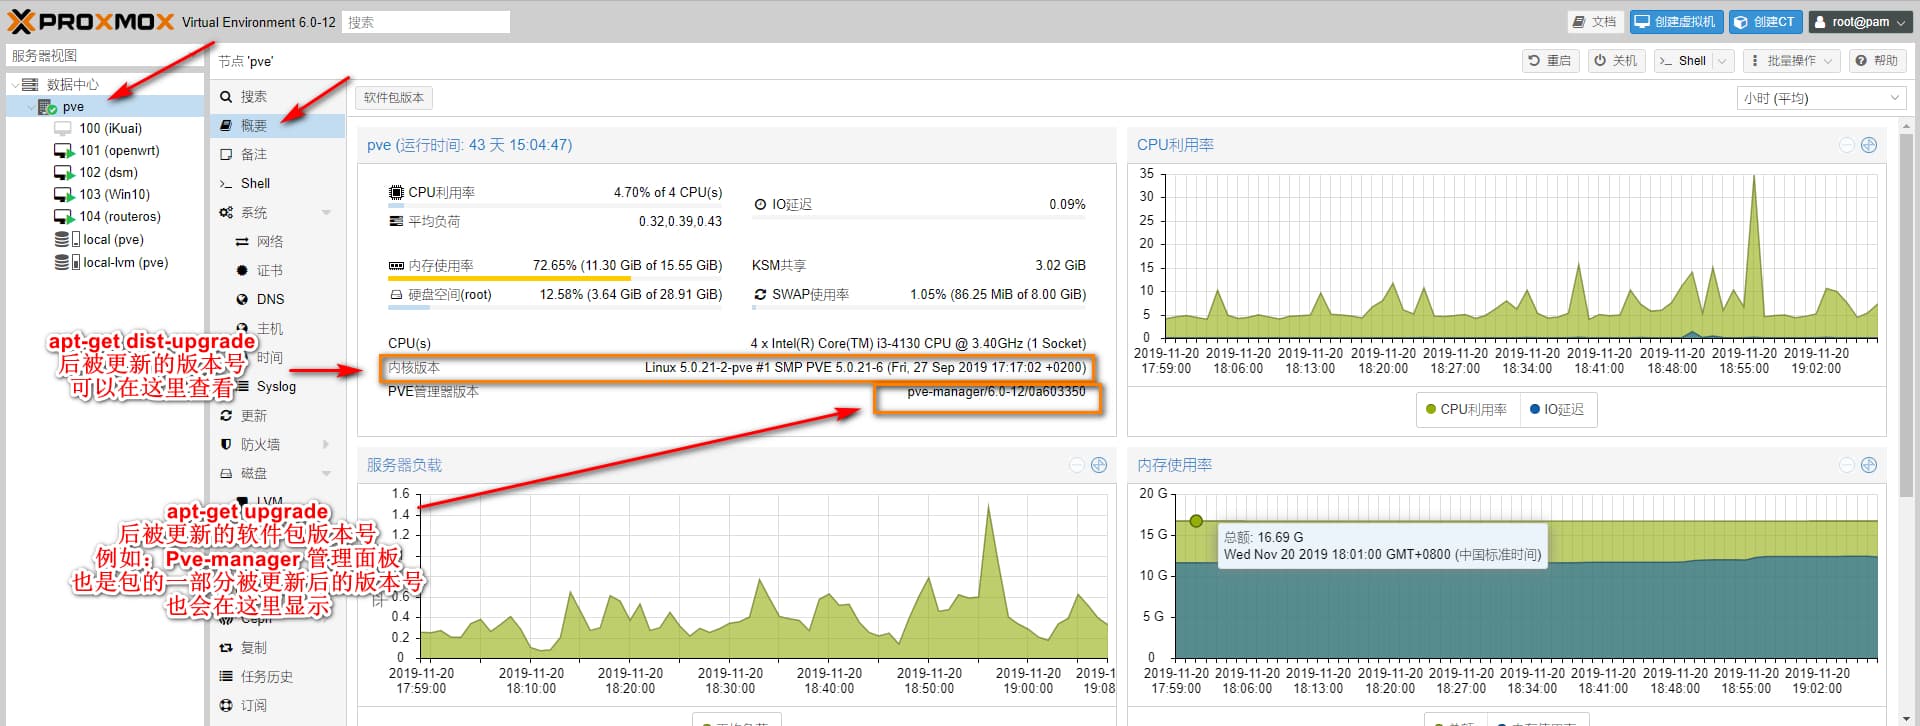 PROXMOX Virtual Environment 6.0-12 搜索 文档 创建虚拟机 创建CT root@pam
服务器视图
节点 'pve' 重启 关机 Shell 批量操作 帮助
数据中心
pve
100 (iKuai)
101 (openwrt)
102 (dsm)
103 (Win10)
104 (routeros)
local (pve)
local-lvm (pve)
搜索
概要
备注
Shell
系统
网络
证书
DNS
主机
时间
Syslog
更新
防火墙
磁盘
LVM
Ceph
复制
任务历史
订阅
apt-get dist-upgrade
后被更新的版本号
可以在这里查看
apt-get upgrade
后被更新的软件包版本号
例如：Pve-manager 管理面板
也是包的一部分被更新后的版本号
也会在这里显示
软件包版本 小时 (平均)
pve (运行时间: 43 天 15:04:47)
CPU利用率 4.70% of 4 CPU(s)
平均负荷 0.32,0.39,0.43
IO延迟 0.09%
内存使用率 72.65% (11.30 GiB of 15.55 GiB)
KSM共享 3.02 GiB
硬盘空间(root) 12.58% (3.64 GiB of 28.91 GiB)
SWAP使用率 1.05% (86.25 MiB of 8.00 GiB)
CPU(s) 4 x Intel(R) Core(TM) i3-4130 CPU @ 3.40GHz (1 Socket)
内核版本 Linux 5.0.21-2-pve #1 SMP PVE 5.0.21-6 (Fri, 27 Sep 2019 17:17:02 +0200)
PVE管理器版本 pve-manager/6.0-12/0a603350
CPU利用率
35
30
25
20
15
10
5
0
2019-11-20 2019-11-20 2019-11-20 2019-11-20 2019-11-20 2019-11-20 2019-11-20 2019-11-20 2019-11-20 2019-11-20
17:59:00 18:06:00 18:13:00 18:20:00 18:27:00 18:34:00 18:41:00 18:48:00 18:55:00 19:02:00
CPU利用率 IO延迟
服务器负载
1.6
1.4
1.2
0.6
0.4
0.2
0
2019-11-20 2019-11-20 2019-11-20 2019-11-20 2019-11-20 2019-11-20 2019-11-20 2019-11
17:59:00 18:10:00 18:20:00 18:30:00 18:40:00 18:50:00 19:00:00 19:08
平均负荷
内存使用率
20 G
15 G
10 G
5 G
0
总额: 16.69 G
Wed Nov 20 2019 18:01:00 GMT+0800 (中国标准时间)
2019-11-20 2019-11-20 2019-11-20 2019-11-20 2019-11-20 2019-11-20 2019-11-20 2019-11-20 2019-11-20 2019-11-20
17:59:00 18:06:00 18:13:00 18:20:00 18:27:00 18:34:00 18:41:00 18:48:00 18:55:00 19:02:00
总额 内存使用率